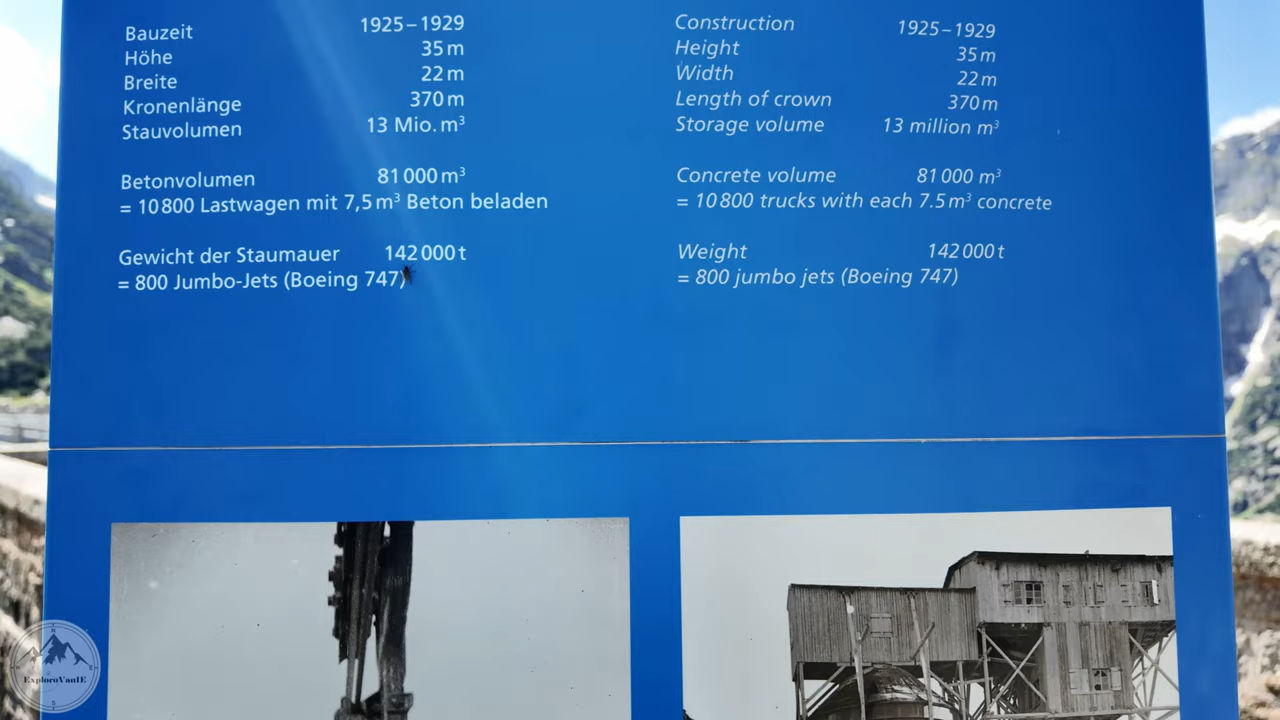 Bauzeit 1925–1929
Höhe 35 m
Breite 22 m
Kronenlänge 370 m
Stauvolumen 13 Mio. m³
Betonvolumen 81 000 m³
= 10 800 Lastwagen mit 7,5 m³ Beton beladen
Gewicht der Staumauer 142 000 t
= 800 Jumbo-Jets (Boeing 747)
Construction 1925–1929
Height 35 m
Width 22 m
Length of crown 370 m
Storage volume 13 million m³
Concrete volume 81 000 m³
= 10 800 trucks with each 7.5 m³ concrete
Weight 142 000 t
= 800 jumbo jets (Boeing 747)
N
ExploroVanIE
S